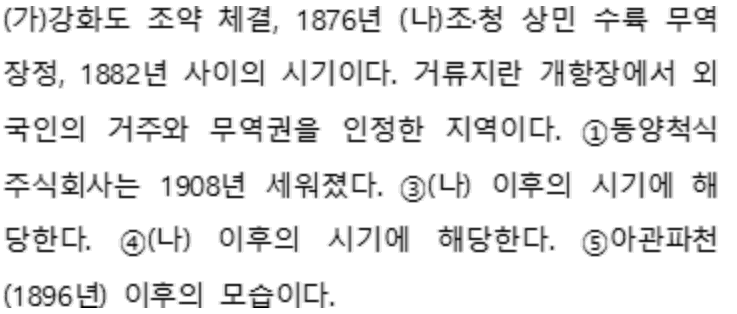 (가)강화도 조약 체결, 1876년 (나)조·청 상민 수륙 무역
장정, 1882년 사이의 시기이다. 거류지란 개항장에서 외
국인의 거주와 무역권을 인정한 지역이다. ①동양척식
주식회사는 1908년 세워졌다. ③(나) 이후의 시기에 해
당한다. ④(나) 이후의 시기에 해당한다. ⑤아관파천
(1896년) 이후의 모습이다.